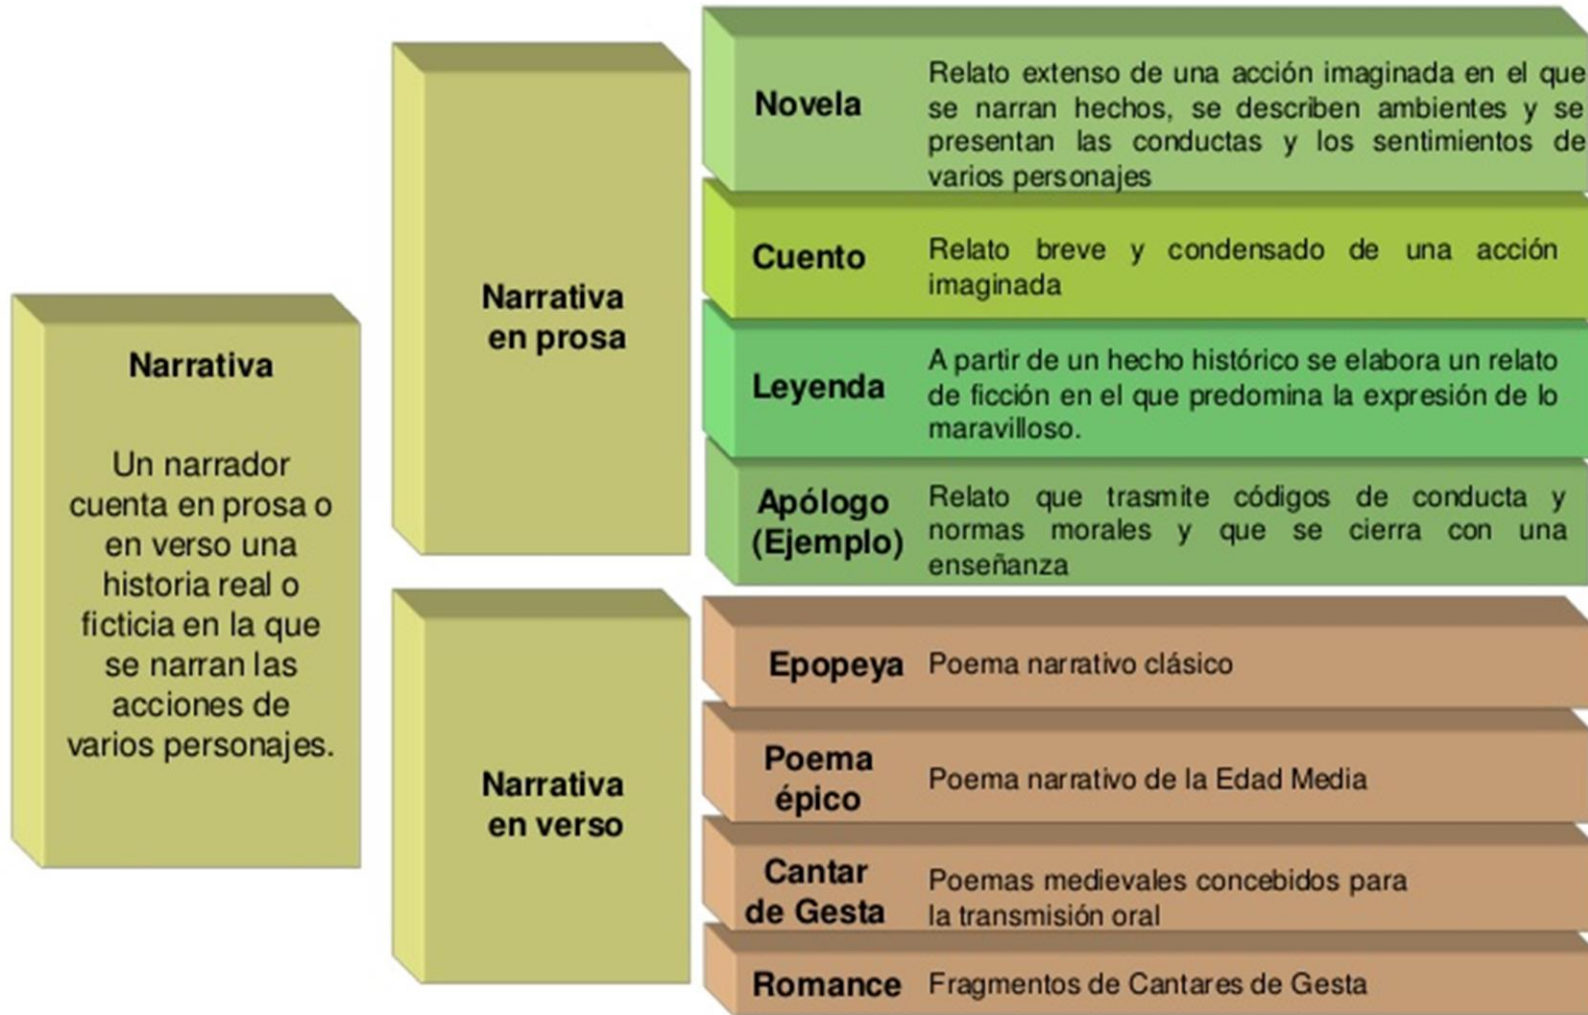 Narrativa
Un narrador
cuenta en prosa o
en verso una
historia real o
ficticia en la que
se narran las
acciones de
varios personajes.
Narrativa
en prosa
Novela
Relato extenso de una acción imaginada en el que
se narran hechos, se describen ambientes y se
presentan las conductas y los sentimientos de
varios personajes
Cuento
Relato breve y condensado de una acción
imaginada
Leyenda
A partir de un hecho histórico se elabora un relato
de ficción en el que predomina la expresión de lo
maravilloso.
Apólogo
(Ejemplo)
Relato que trasmite códigos de conducta y
normas morales y que se cierra con una
enseñanza
Narrativa
en verso
Epopeya
Poema narrativo clásico
Poema
épico
Poema narrativo de la Edad Media
Cantar
de Gesta
Poemas medievales concebidos para
la transmisión oral
Romance
Fragmentos de Cantares de Gesta